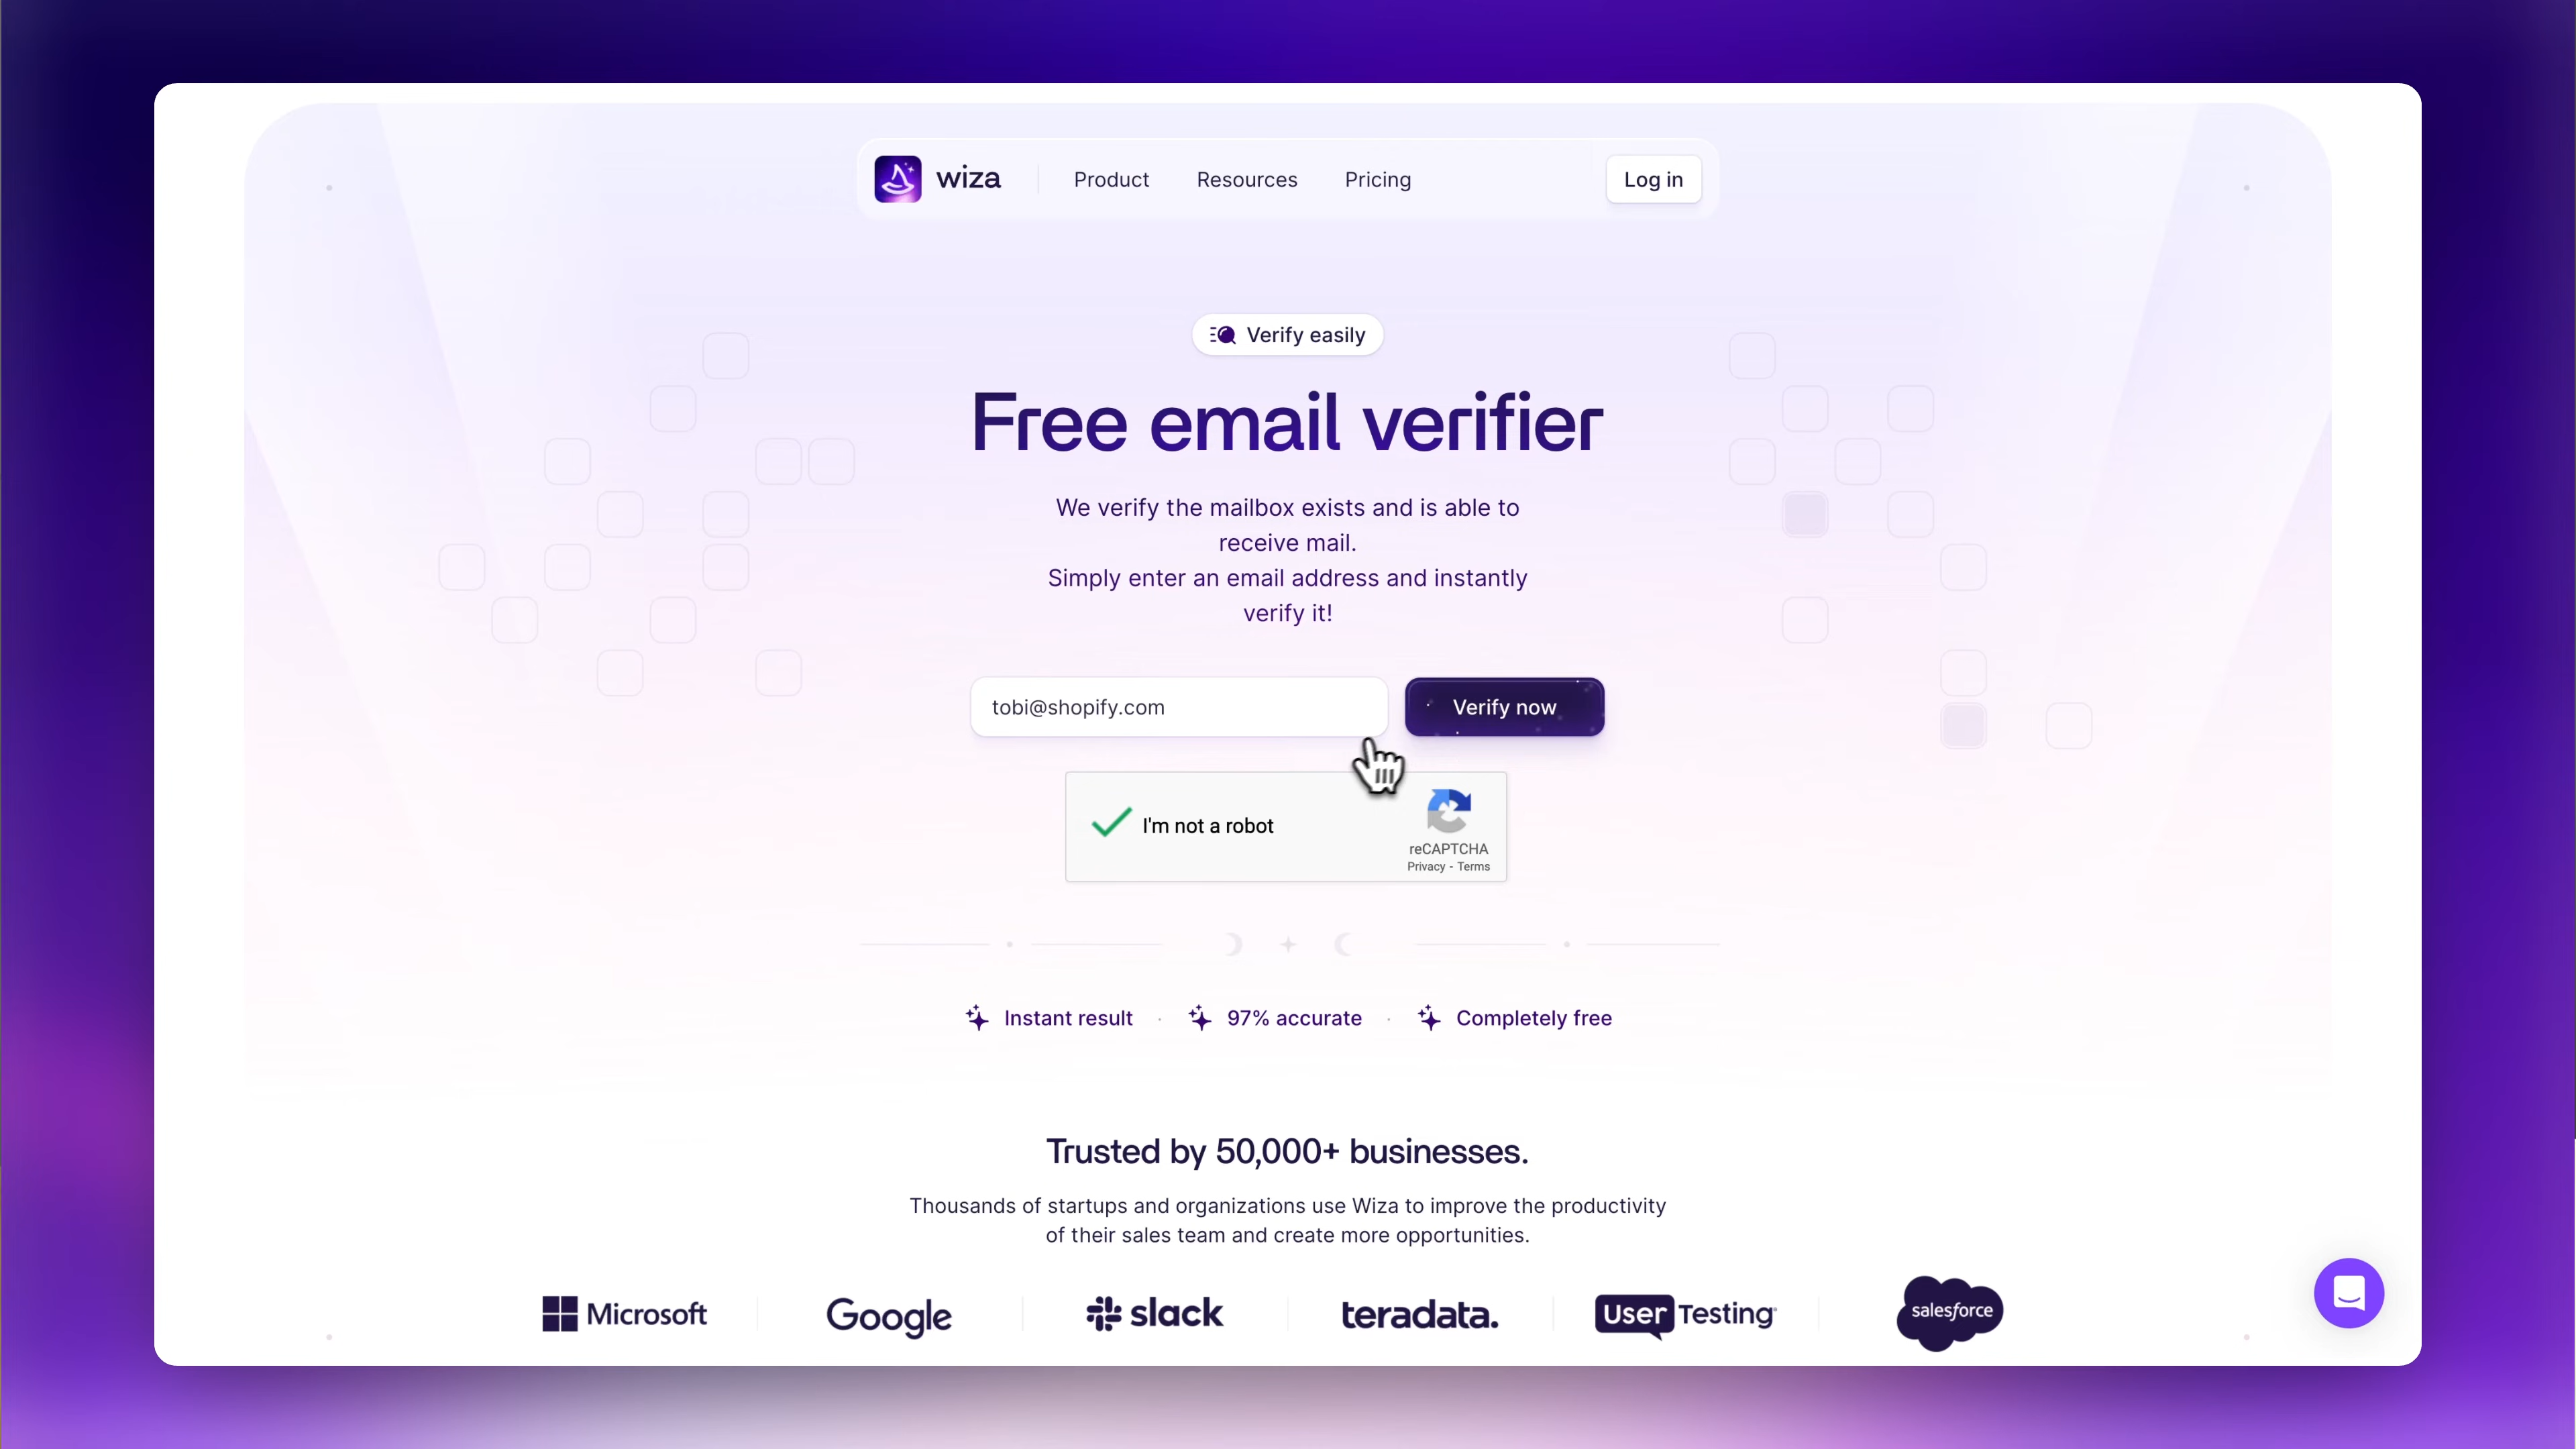 wiza
Product
Resources
Pricing
Log in
Verify easily
Free email verifier
We verify the mailbox exists and is able to
receive mail.
Simply enter an email address and instantly
verify it!
tobi@shopify.com
Verify now
I'm not a robot
reCAPTCHA
Privacy - Terms
Instant result · 97% accurate · Completely free
Trusted by 50,000+ businesses.
Thousands of startups and organizations use Wiza to improve the productivity
of their sales team and create more opportunities.
Microsoft
Google
slack
teradata.
UserTesting
salesforce